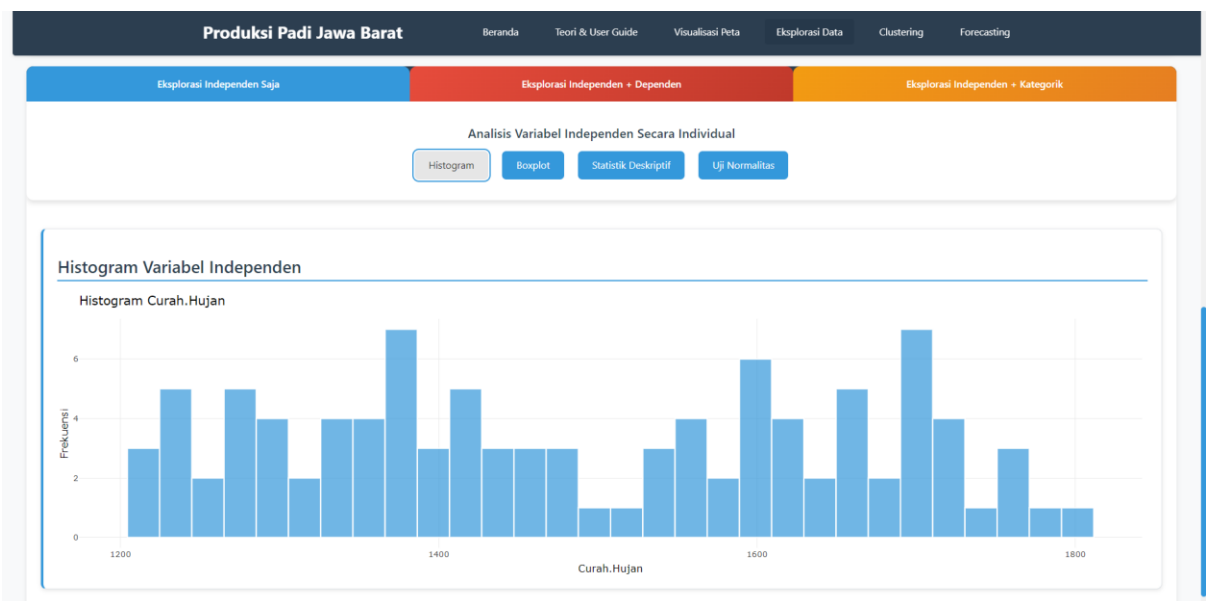 Produksi Padi Jawa Barat Beranda Teori & User Guide Visualisasi Peta Eksplorasi Data Clustering Forecasting
Eksplorasi Independen Saja Eksplorasi Independen + Dependen Eksplorasi Independen + Kategorik
Analisis Variabel Independen Secara Individual
Histogram Boxplot Statistik Deskriptif Uji Normalitas
Histogram Variabel Independen
Histogram Curah.Hujan
6
4
2
0
Frekuensi
1200 1400 1600 1800
Curah.Hujan